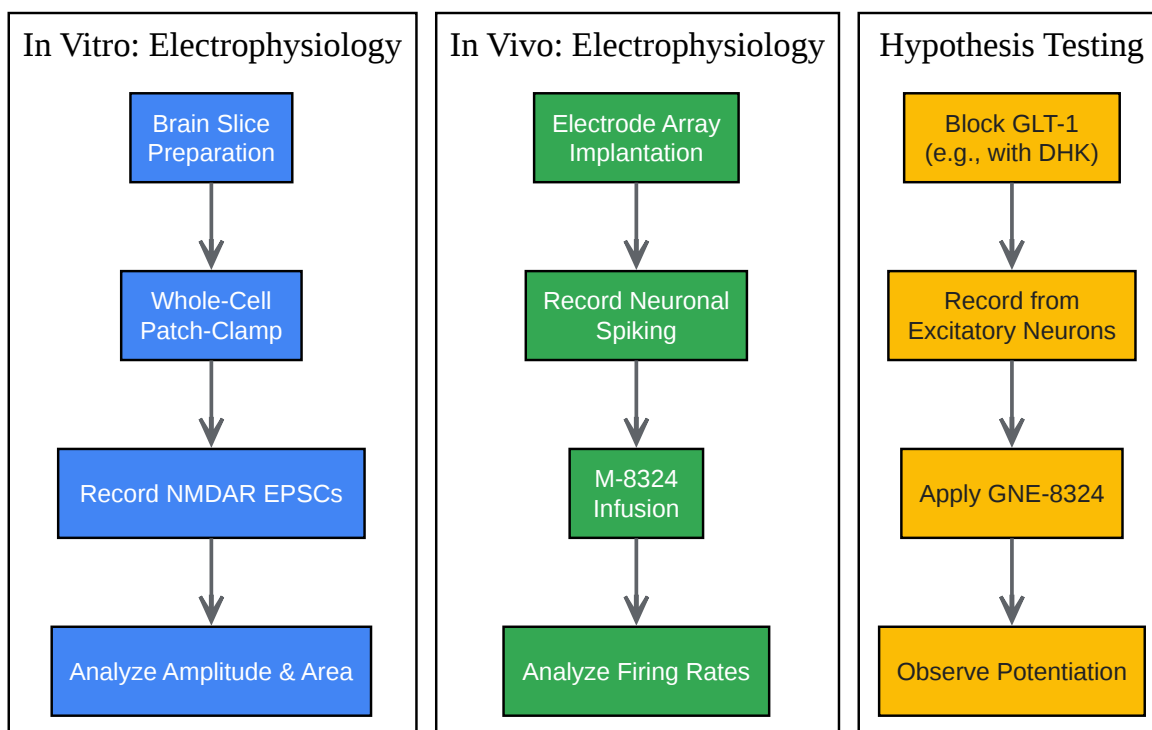 In Vitro: Electrophysiology
Brain Slice
Preparation
Whole-Cell
Patch-Clamp
Record NMDAR EPSCs
Analyze Amplitude & Area
In Vivo: Electrophysiology
Electrode Array
Implantation
Record Neuronal
Spiking
M-8324
Infusion
Analyze Firing Rates
Hypothesis Testing
Block GLT-1
(e.g., with DHK)
Record from
Excitatory Neurons
Apply GNE-8324
Observe Potentiation